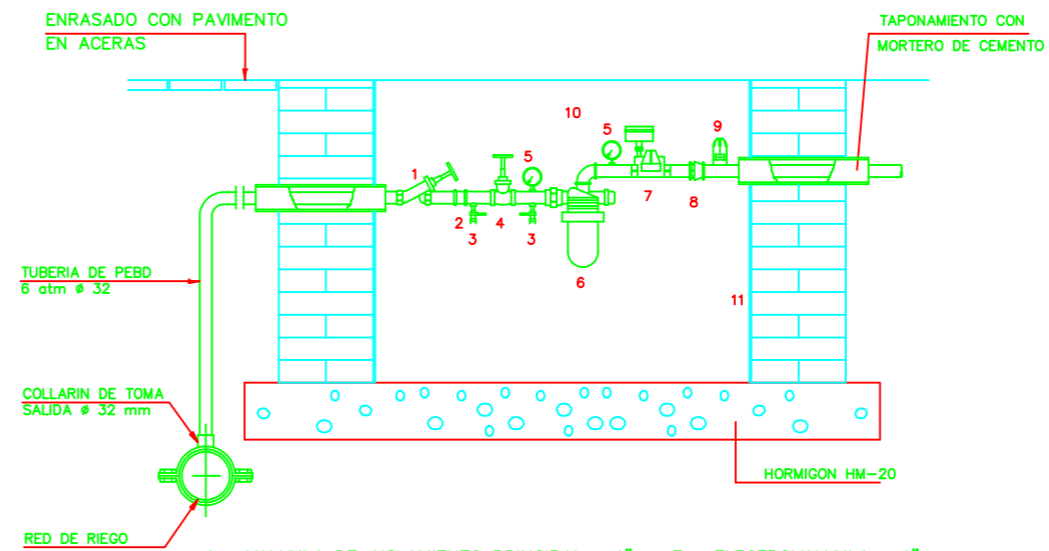 ENRASADO CON PAVIMENTO
EN ACERAS
TAPONAMIENTO CON
MORTERO DE CEMENTO
10
5
9
5
1
7
8
2
4
3
3
6
11
TUBERIA DE PEBD
6 atm ø 32
COLLARIN DE TOMA
SALIDA ø 32 mm
HORMIGON HM-20
RED DE RIEGO